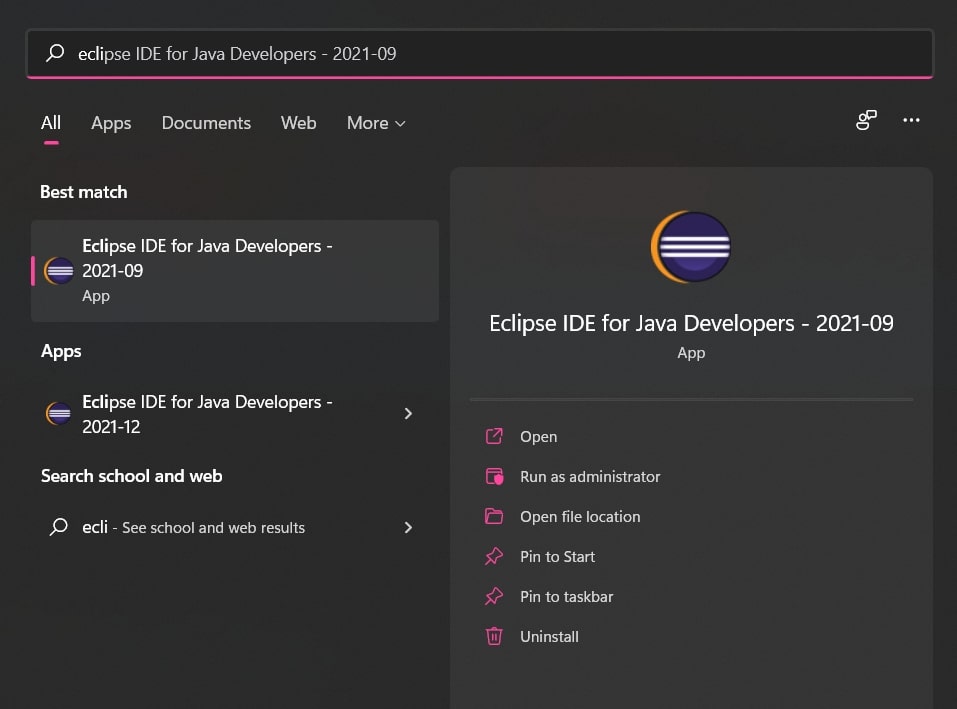 eclipse IDE for Java Developers - 2021-09
All Apps Documents Web More
Best match
Eclipse IDE for Java Developers -
2021-09
App
Apps
Eclipse IDE for Java Developers -
2021-12
Search school and web
ecli - See school and web results
Eclipse IDE for Java Developers - 2021-09
App
Open
Run as administrator
Open file location
Pin to Start
Pin to taskbar
Uninstall